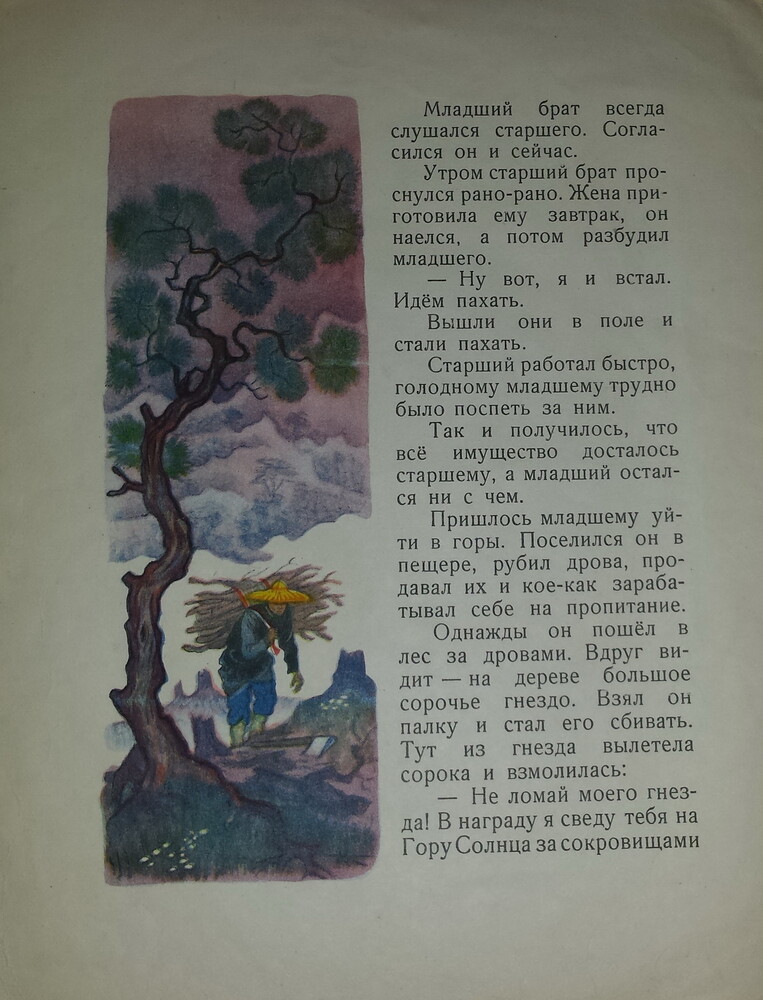 Младший брат всегда
слушался старшего. Согла-
сился он и сейчас.
Утром старший брат про-
снулся рано-рано. Жена при-
готовила ему завтрак, он
наелся, а потом разбудил
младшего.
— Ну вот, я и встал.
Идём пахать.
Вышли они в поле и
стали пахать.
Старший работал быстро,
голодному младшему трудно
было поспеть за ним.
Так и получилось, что
всё имущество досталось
старшему, а младший остал-
ся ни с чем.
Пришлось младшему уй-
ти в горы. Поселился он в
пещере, рубил дрова, про-
давал их и кое-как зараба-
тывал себе на пропитание.
Однажды он пошёл в
лес за дровами. Вдруг ви-
дит — на дереве большое
сорочье гнездо. Взял он
палку и стал его сбивать.
Тут из гнезда вылетела
сорока и взмолилась:
— Не ломай моего гнез-
да! В награду я сведу тебя на
Гору Солнца за сокровищами